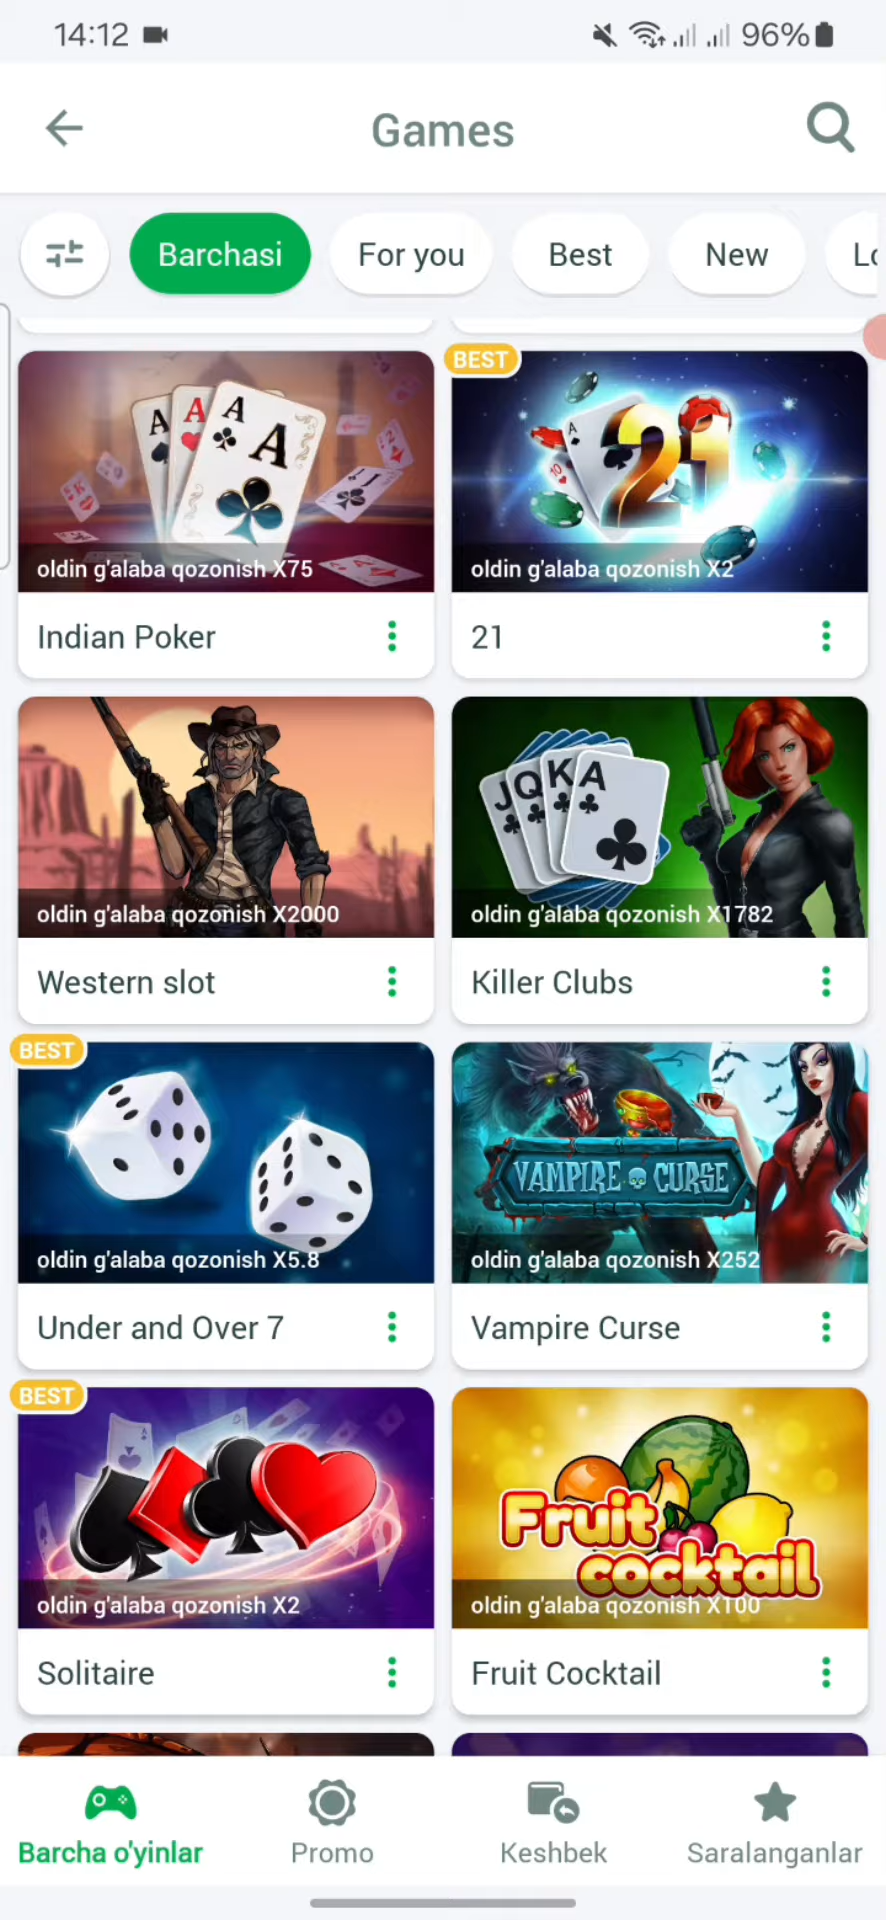 14:12
96%
Games
Barchasi
For you
Best
New
BEST
oldin g'alaba qozonish X75
oldin g'alaba qozonish X2
Indian Poker
21
oldin g'alaba qozonish X2000
oldin g'alaba qozonish X1782
Western slot
Killer Clubs
BEST
VAMPIRE CURSE
oldin g'alaba qozonish X5.8
oldin g'alaba qozonish X252
Under and Over 7
Vampire Curse
BEST
Fruit
cocktail
oldin g'alaba qozonish X2
oldin g'alaba qozonish X100
Solitaire
Fruit Cocktail
Barcha o'yinlar
Promo
Keshbek
Saralanganlar